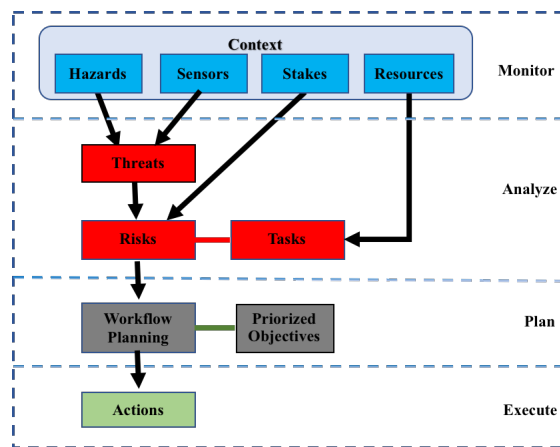 Context
Hazards
Sensors
Stakes
Resources
Monitor
Threats
Analyze
Risks
Tasks
Workflow
Planning
Priorized
Objectives
Plan
Actions
Execute